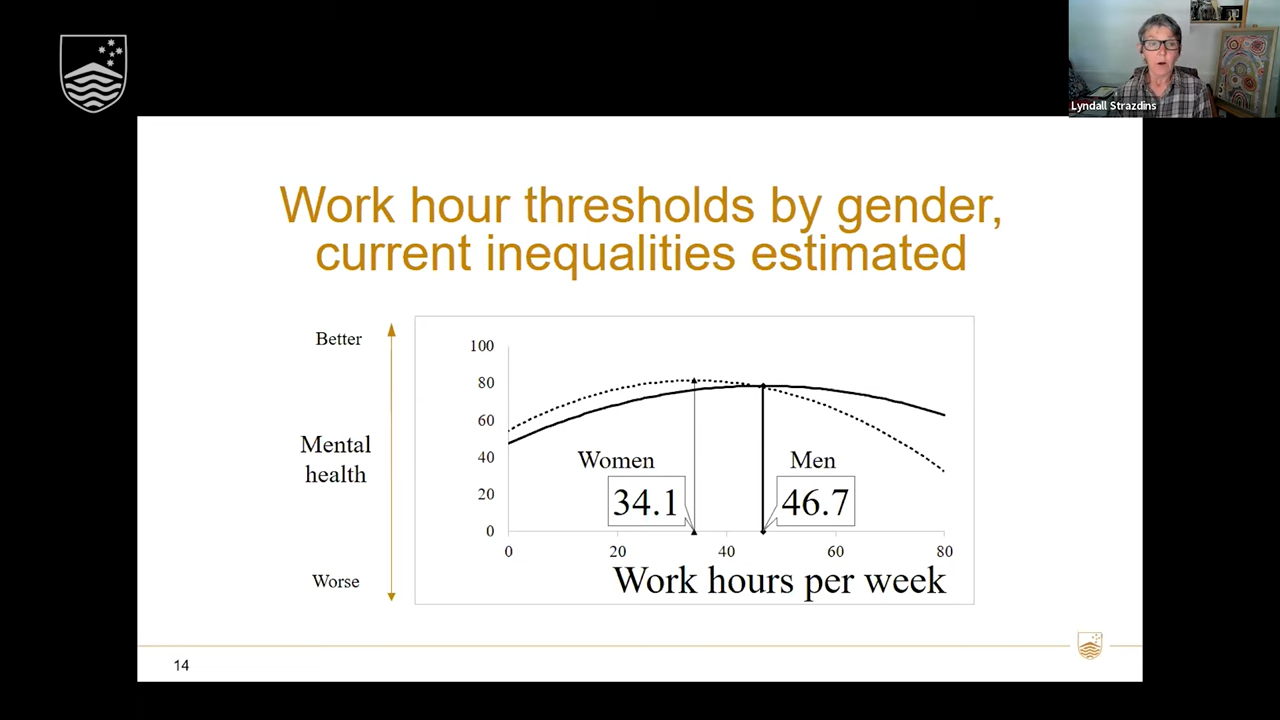 Lyndall Strazdins
Work hour thresholds by gender,
current inequalities estimated
Better
Mental
health
Worse
100
80
60
40
20
0
Women
34.1
Men
46.7
0 20 40 60 80
Work hours per week
14